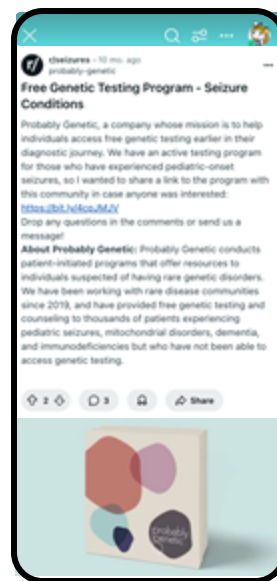 r/seizures • 10 mo. ago
probably-genetic
Free Genetic Testing Program - Seizure
Conditions
Probably Genetic, a company whose mission is to help
individuals access free genetic testing earlier in their
diagnostic journey. We have an active testing program
for those who have experienced pediatric-onset
seizures, so I wanted to share a link to the program with
this community in case anyone was interested:
Drop any questions in the comments or send us a
message!
About Probably Genetic: Probably Genetic conducts
patient-initiated programs that offer resources to
individuals suspected of having rare genetic disorders.
We have been working with rare disease communities
since 2019, and have provided free genetic testing and
counseling to thousands of patients experiencing
pediatric seizures, mitochondrial disorders, dementia,
and immunodeficiencies but who have not been able to
access genetic testing.
2
3
Share
probably
genetic